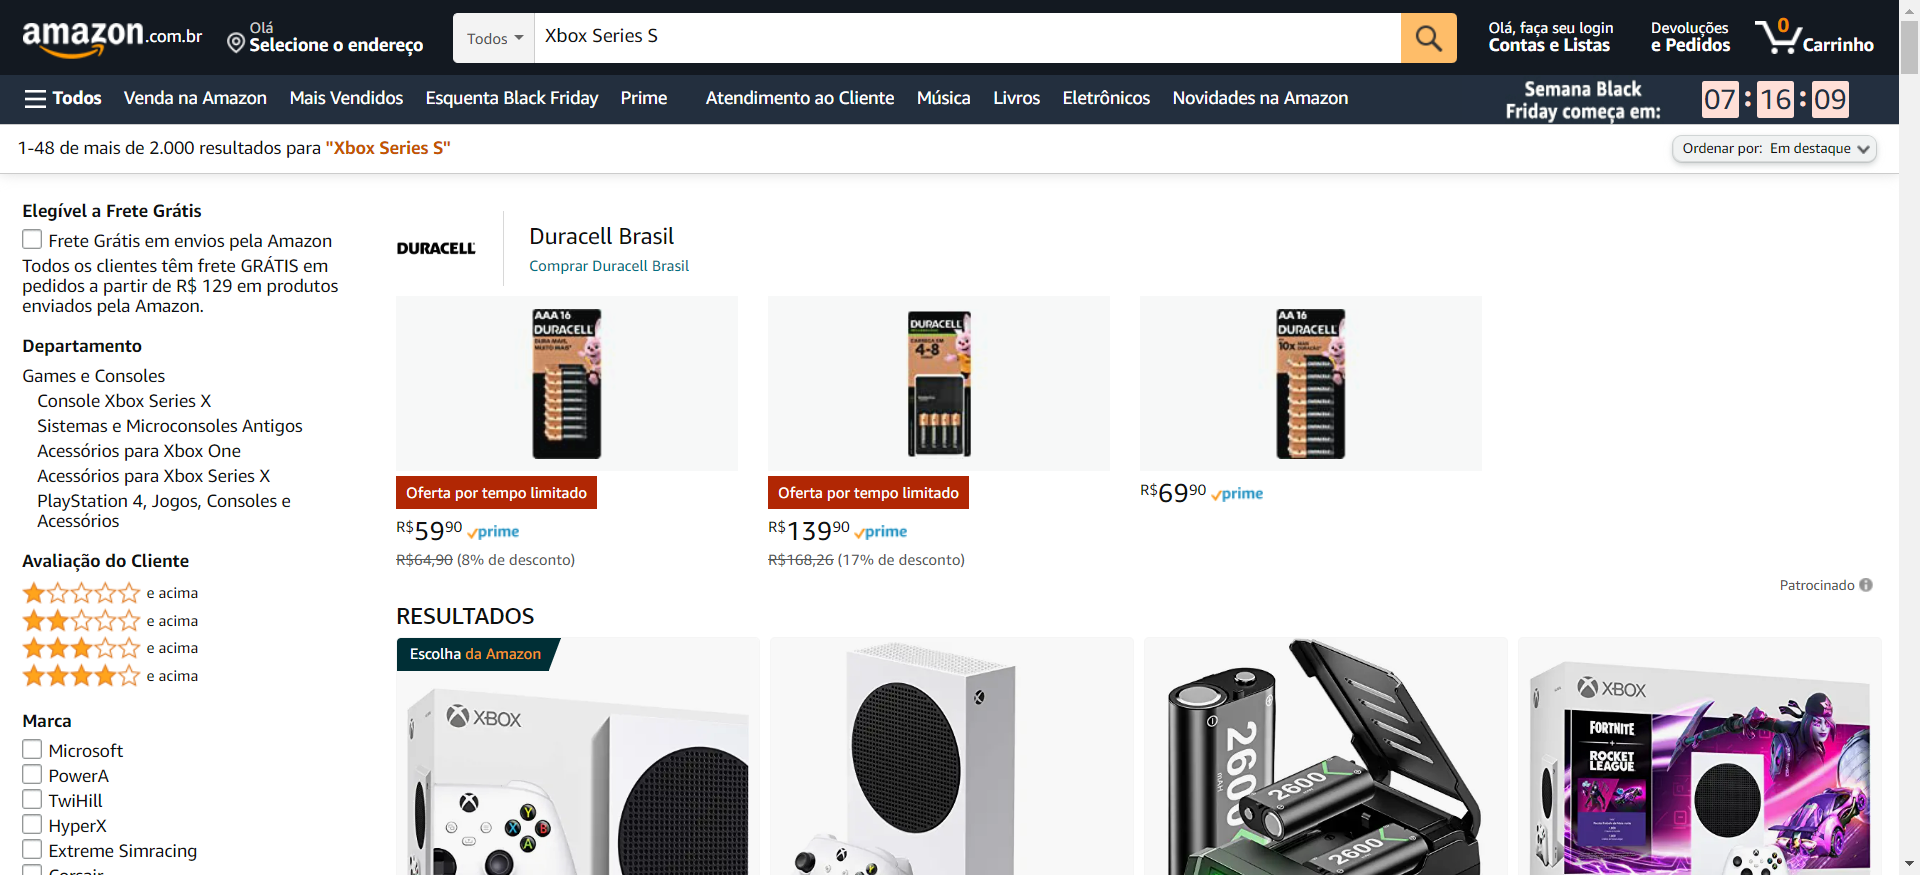 amazon.com.br
Olá
Selecione o endereço
Todos
Xbox Series S
Olá, faça seu login
Contas e Listas
Devoluções
e Pedidos
0
Carrinho
Todos
Venda na Amazon
Mais Vendidos
Esquenta Black Friday
Prime
Atendimento ao Cliente
Música
Livros
Eletrônicos
Novidades na Amazon
Semana Black
Friday começa em:
07 : 16 : 09
1-48 de mais de 2.000 resultados para "Xbox Series S"
Ordenar por: Em destaque
Elegível a Frete Grátis
Frete Grátis em envios pela Amazon
Todos os clientes têm frete GRÁTIS em
pedidos a partir de R$ 129 em produtos
enviados pela Amazon.
Departamento
Games e Consoles
Console Xbox Series X
Sistemas e Microconsoles Antigos
Acessórios para Xbox One
Acessórios para Xbox Series X
PlayStation 4, Jogos, Consoles e
Acessórios
Avaliação do Cliente
e acima
e acima
e acima
e acima
Marca
Microsoft
PowerA
TwiHill
HyperX
Extreme Simracing
Corsair
DURACELL
Duracell Brasil
Comprar Duracell Brasil
AAA 16
DURACELL
DURA MAIS,
MUITO MAIS*
DURACELL
CARREGA EM
4-8
AA 16
DURACELL
10x
Oferta por tempo limitado
R$5990 prime
R$64,90 (8% de desconto)
Oferta por tempo limitado
R$13990 prime
R$168,26 (17% de desconto)
R$6990 prime
Patrocinado
RESULTADOS
Escolha da Amazon
XBOX
Y
X
B
A
2600
mAh
2600
2600
XBOX
FORTNITE
+
ROCKET
LEAGUE